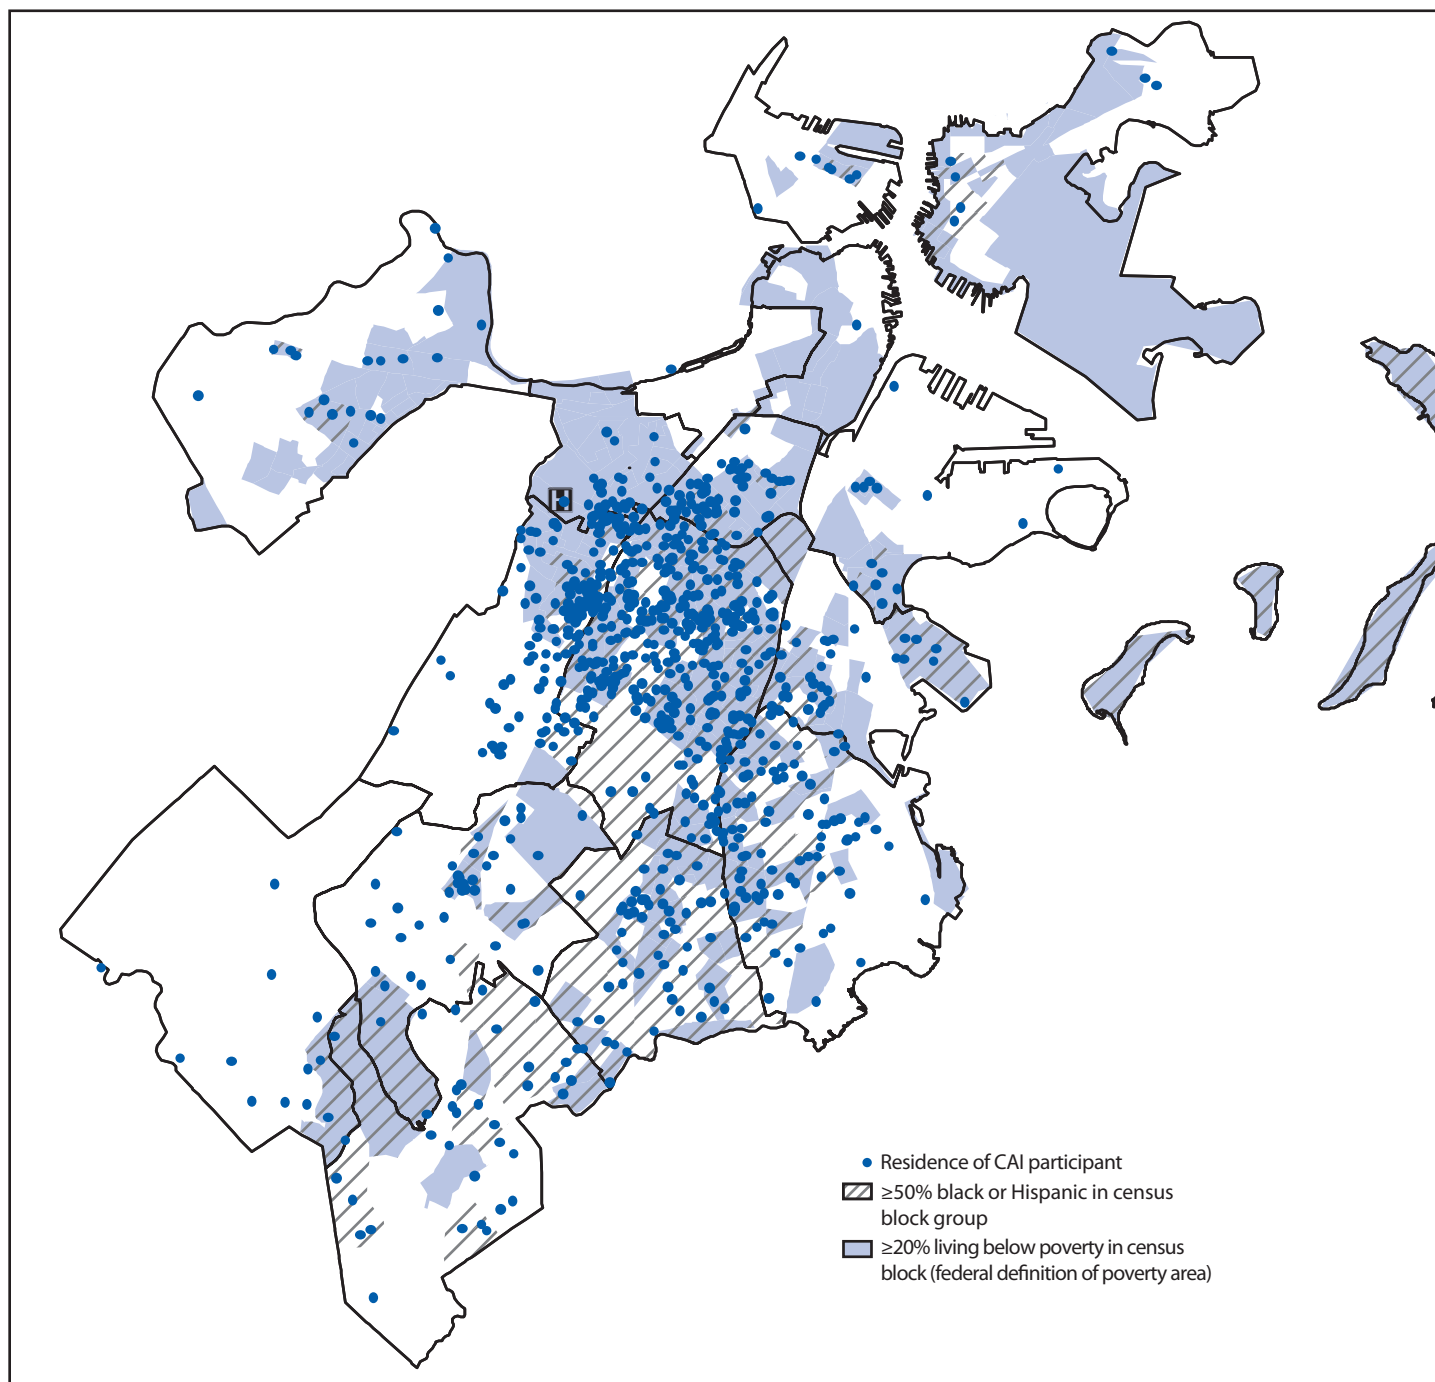 H
Residence of CAI participant
≥50% black or Hispanic in census
block group
≥20% living below poverty in census
block (federal definition of poverty area)